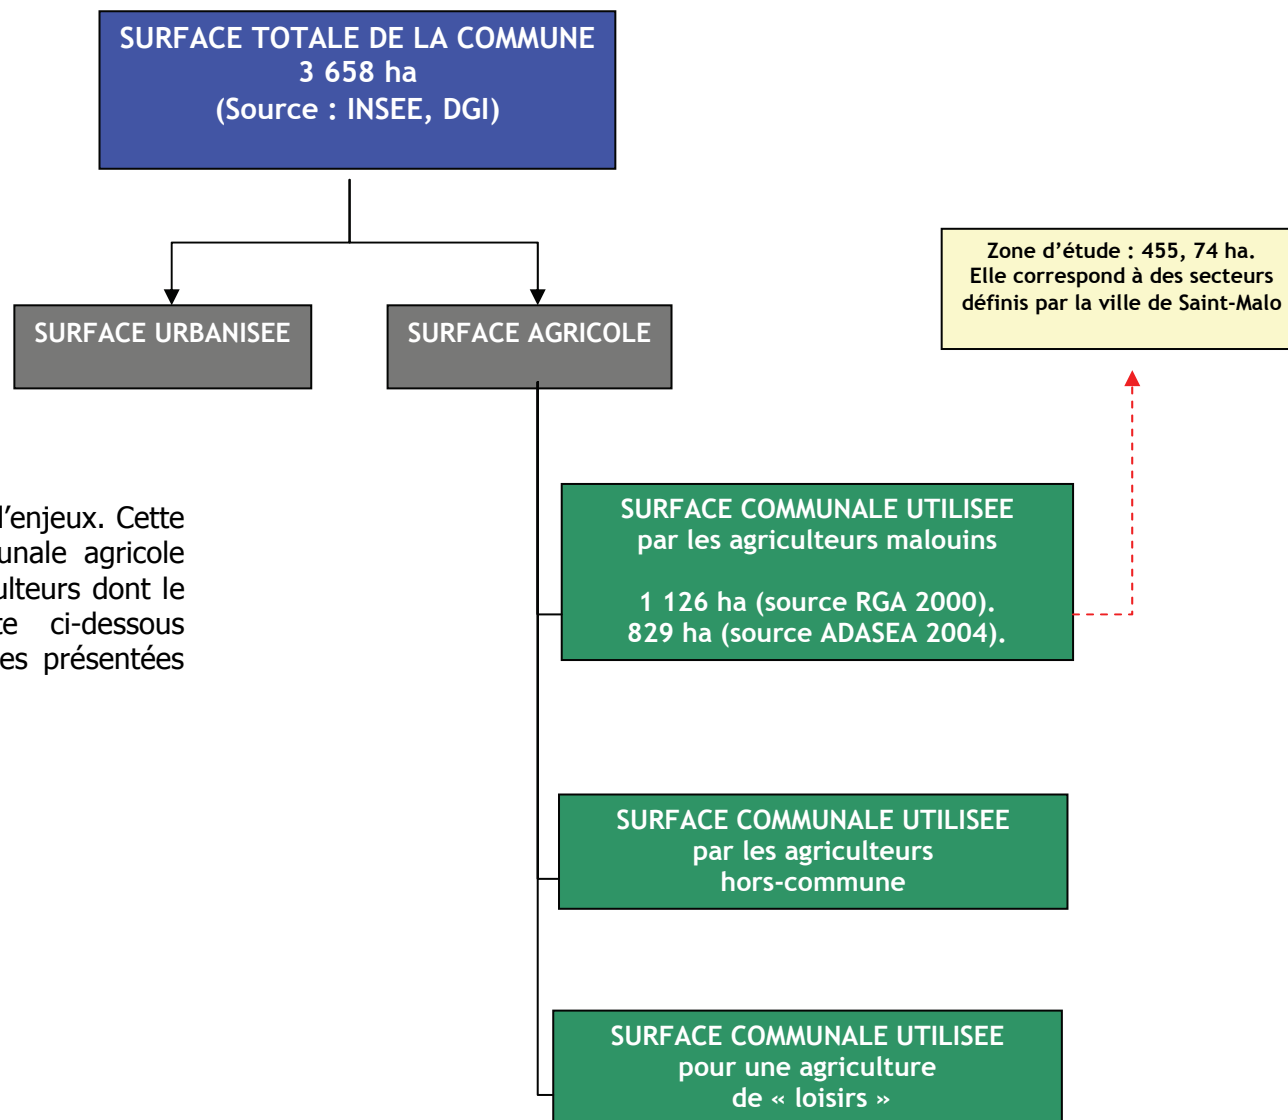 SURFACE TOTALE DE LA COMMUNE
3 658 ha
(Source : INSEE, DGI)
Zone d’étude : 455, 74 ha.
Elle correspond à des secteurs
définis par la ville de Saint-Malo
SURFACE URBANISEE
SURFACE AGRICOLE
l’enjeux. Cette
unale agricole
ulteurs dont le
te ci-dessous
es présentées
SURFACE COMMUNALE UTILISEE
par les agriculteurs malouins
1 126 ha (source RGA 2000).
829 ha (source ADASEA 2004).
SURFACE COMMUNALE UTILISEE
par les agriculteurs
hors-commune
SURFACE COMMUNALE UTILISEE
pour une agriculture
de « loisirs »